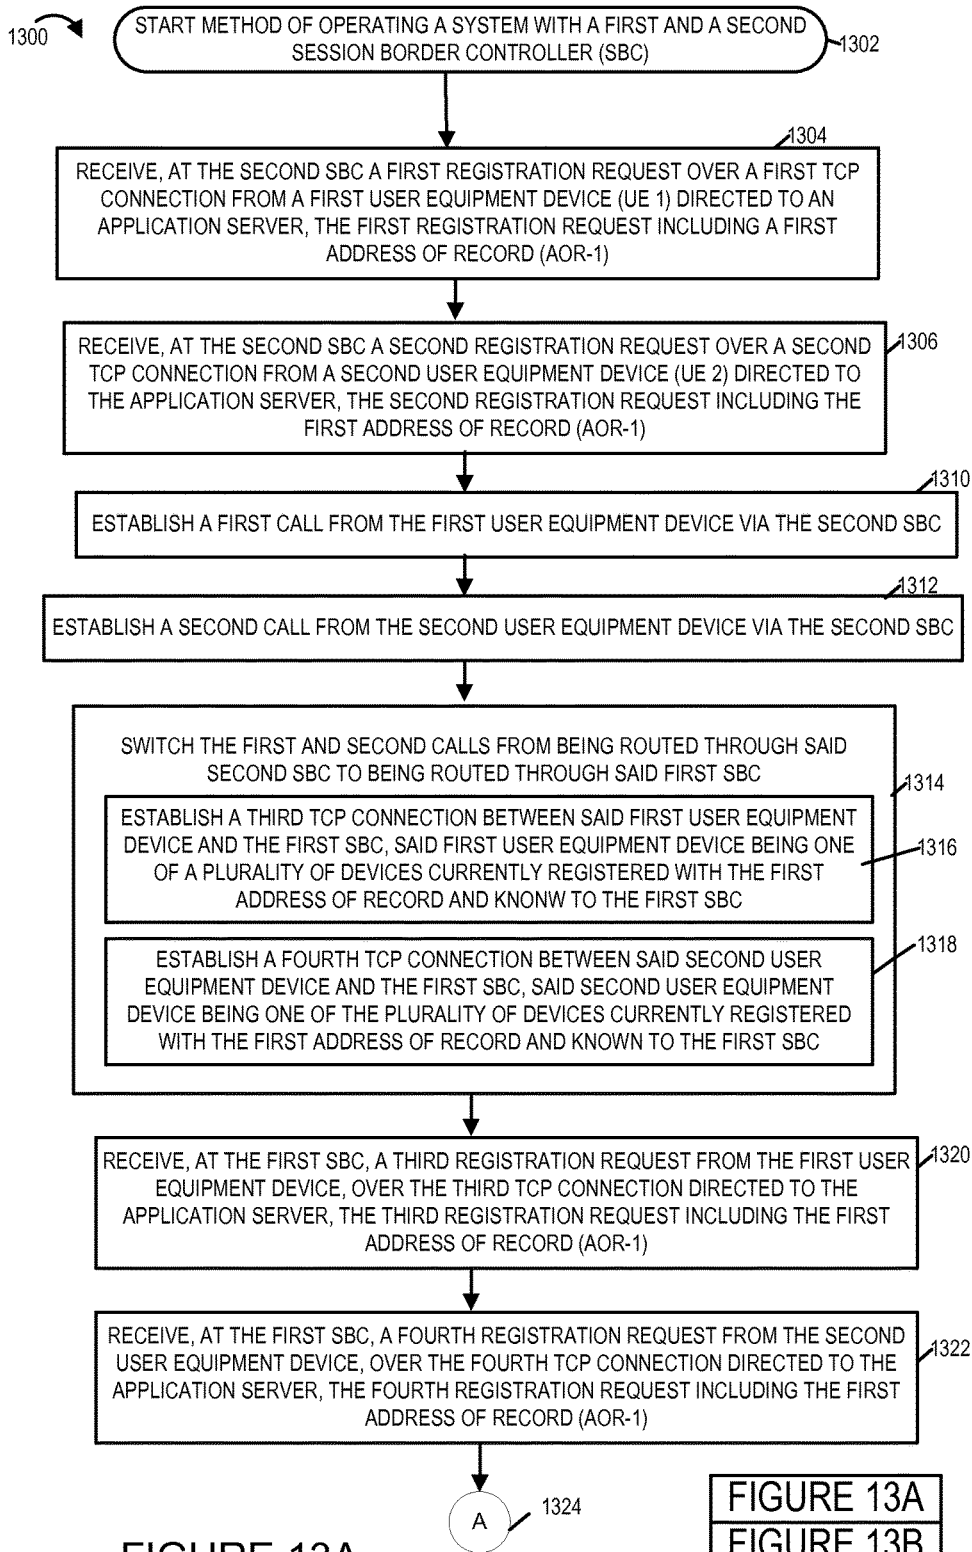 1300
START METHOD OF OPERATING A SYSTEM WITH A FIRST AND A SECOND
SESSION BORDER CONTROLLER (SBC)
1302
1304
RECEIVE, AT THE SECOND SBC A FIRST REGISTRATION REQUEST OVER A FIRST TCP
CONNECTION FROM A FIRST USER EQUIPMENT DEVICE (UE 1) DIRECTED TO AN
APPLICATION SERVER, THE FIRST REGISTRATION REQUEST INCLUDING A FIRST
ADDRESS OF RECORD (AOR-1)
1306
RECEIVE, AT THE SECOND SBC A SECOND REGISTRATION REQUEST OVER A SECOND
TCP CONNECTION FROM A SECOND USER EQUIPMENT DEVICE (UE 2) DIRECTED TO
THE APPLICATION SERVER, THE SECOND REGISTRATION REQUEST INCLUDING THE
FIRST ADDRESS OF RECORD (AOR-1)
1310
ESTABLISH A FIRST CALL FROM THE FIRST USER EQUIPMENT DEVICE VIA THE SECOND SBC
1312
ESTABLISH A SECOND CALL FROM THE SECOND USER EQUIPMENT DEVICE VIA THE SECOND SBC
SWITCH THE FIRST AND SECOND CALLS FROM BEING ROUTED THROUGH SAID
SECOND SBC TO BEING ROUTED THROUGH SAID FIRST SBC
1314
ESTABLISH A THIRD TCP CONNECTION BETWEEN SAID FIRST USER EQUIPMENT
DEVICE AND THE FIRST SBC, SAID FIRST USER EQUIPMENT DEVICE BEING ONE
OF A PLURALITY OF DEVICES CURRENTLY REGISTERED WITH THE FIRST
ADDRESS OF RECORD AND KNONW TO THE FIRST SBC
1316
1318
ESTABLISH A FOURTH TCP CONNECTION BETWEEN SAID SECOND USER
EQUIPMENT DEVICE AND THE FIRST SBC, SAID SECOND USER EQUIPMENT
DEVICE BEING ONE OF THE PLURALITY OF DEVICES CURRENTLY REGISTERED
WITH THE FIRST ADDRESS OF RECORD AND KNOWN TO THE FIRST SBC
RECEIVE, AT THE FIRST SBC, A THIRD REGISTRATION REQUEST FROM THE FIRST USER
EQUIPMENT DEVICE, OVER THE THIRD TCP CONNECTION DIRECTED TO THE
APPLICATION SERVER, THE THIRD REGISTRATION REQUEST INCLUDING THE FIRST
ADDRESS OF RECORD (AOR-1)
1320
RECEIVE, AT THE FIRST SBC, A FOURTH REGISTRATION REQUEST FROM THE SECOND
USER EQUIPMENT DEVICE, OVER THE FOURTH TCP CONNECTION DIRECTED TO THE
APPLICATION SERVER, THE FOURTH REGISTRATION REQUEST INCLUDING THE FIRST
ADDRESS OF RECORD (AOR-1)
1322
A
1324
FIGURE 13A
FIGURE 13A
FIGURE 13B